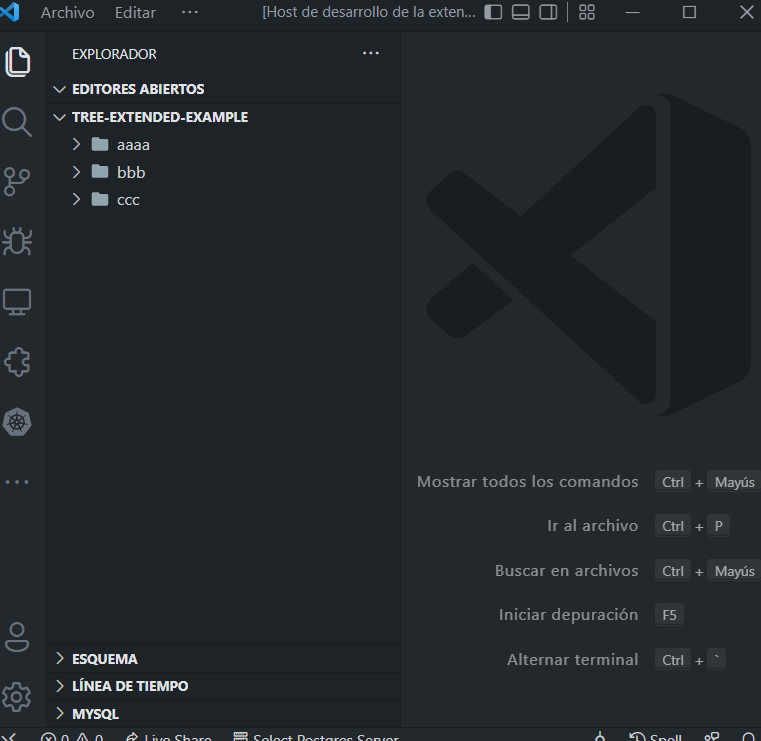 Archivo Editar ··· [Host de desarrollo de la exten...
EXPLORADOR ···
EDITORES ABIERTOS
TREE-EXTENDED-EXAMPLE
aaaa
bbb
ccc
Mostrar todos los comandos Ctrl + Mayús
Ir al archivo Ctrl + P
Buscar en archivos Ctrl + Mayús
Iniciar depuración F5
Alternar terminal Ctrl + `
ESQUEMA
LÍNEA DE TIEMPO
MYSQL
0 0 Live Share Select Postgres Server Spell